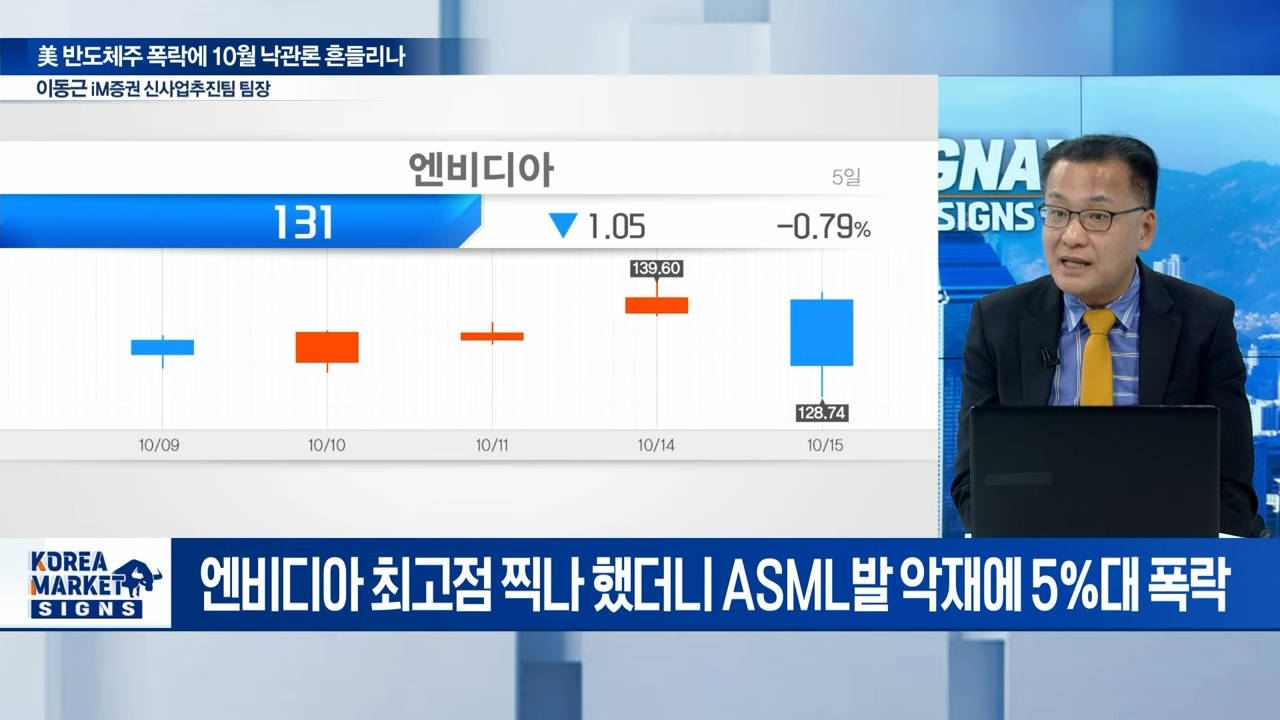 美 반도체주 폭락에 10월 낙관론 흔들리나
이동근 iM증권 신사업추진팀 팀장
엔비디아
5일
131
▼ 1.05
-0.79%
139.60
128.74
10/09
10/10
10/11
10/14
10/15
GNA
SIGNS
KOREA
MARKET
SIGNS
엔비디아 최고점 찍나 했더니 ASML발 악재에 5%대 폭락